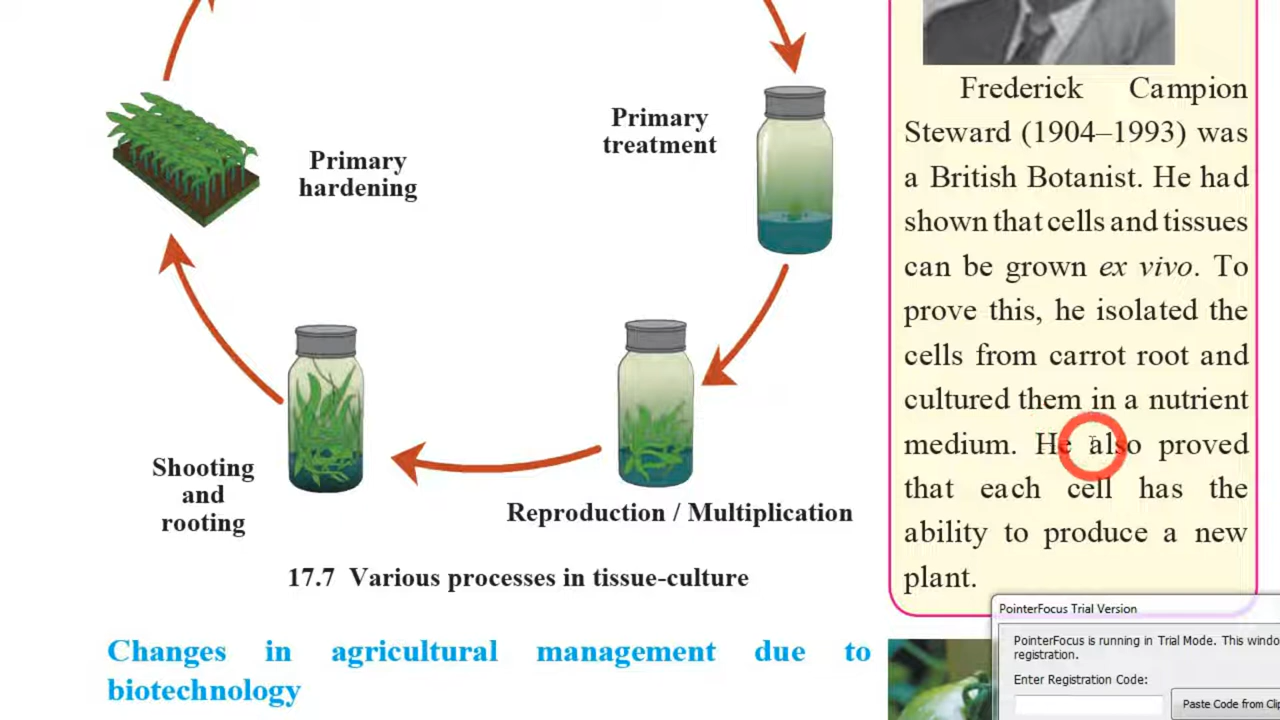 Primary
treatment
Primary
hardening
Shooting
and
rooting
Reproduction / Multiplication
17.7 Various processes in tissue-culture
Changes in agricultural management due to
biotechnology
Frederick Campion
Steward (1904–1993) was
a British Botanist. He had
shown that cells and tissues
can be grown ex vivo. To
prove this, he isolated the
cells from carrot root and
cultured them in a nutrient
medium. He also proved
that each cell has the
ability to produce a new
plant.
PointerFocus Trial Version
PointerFocus is running in Trial Mode. This
registration.
Enter Registration Code:
Paste Code from